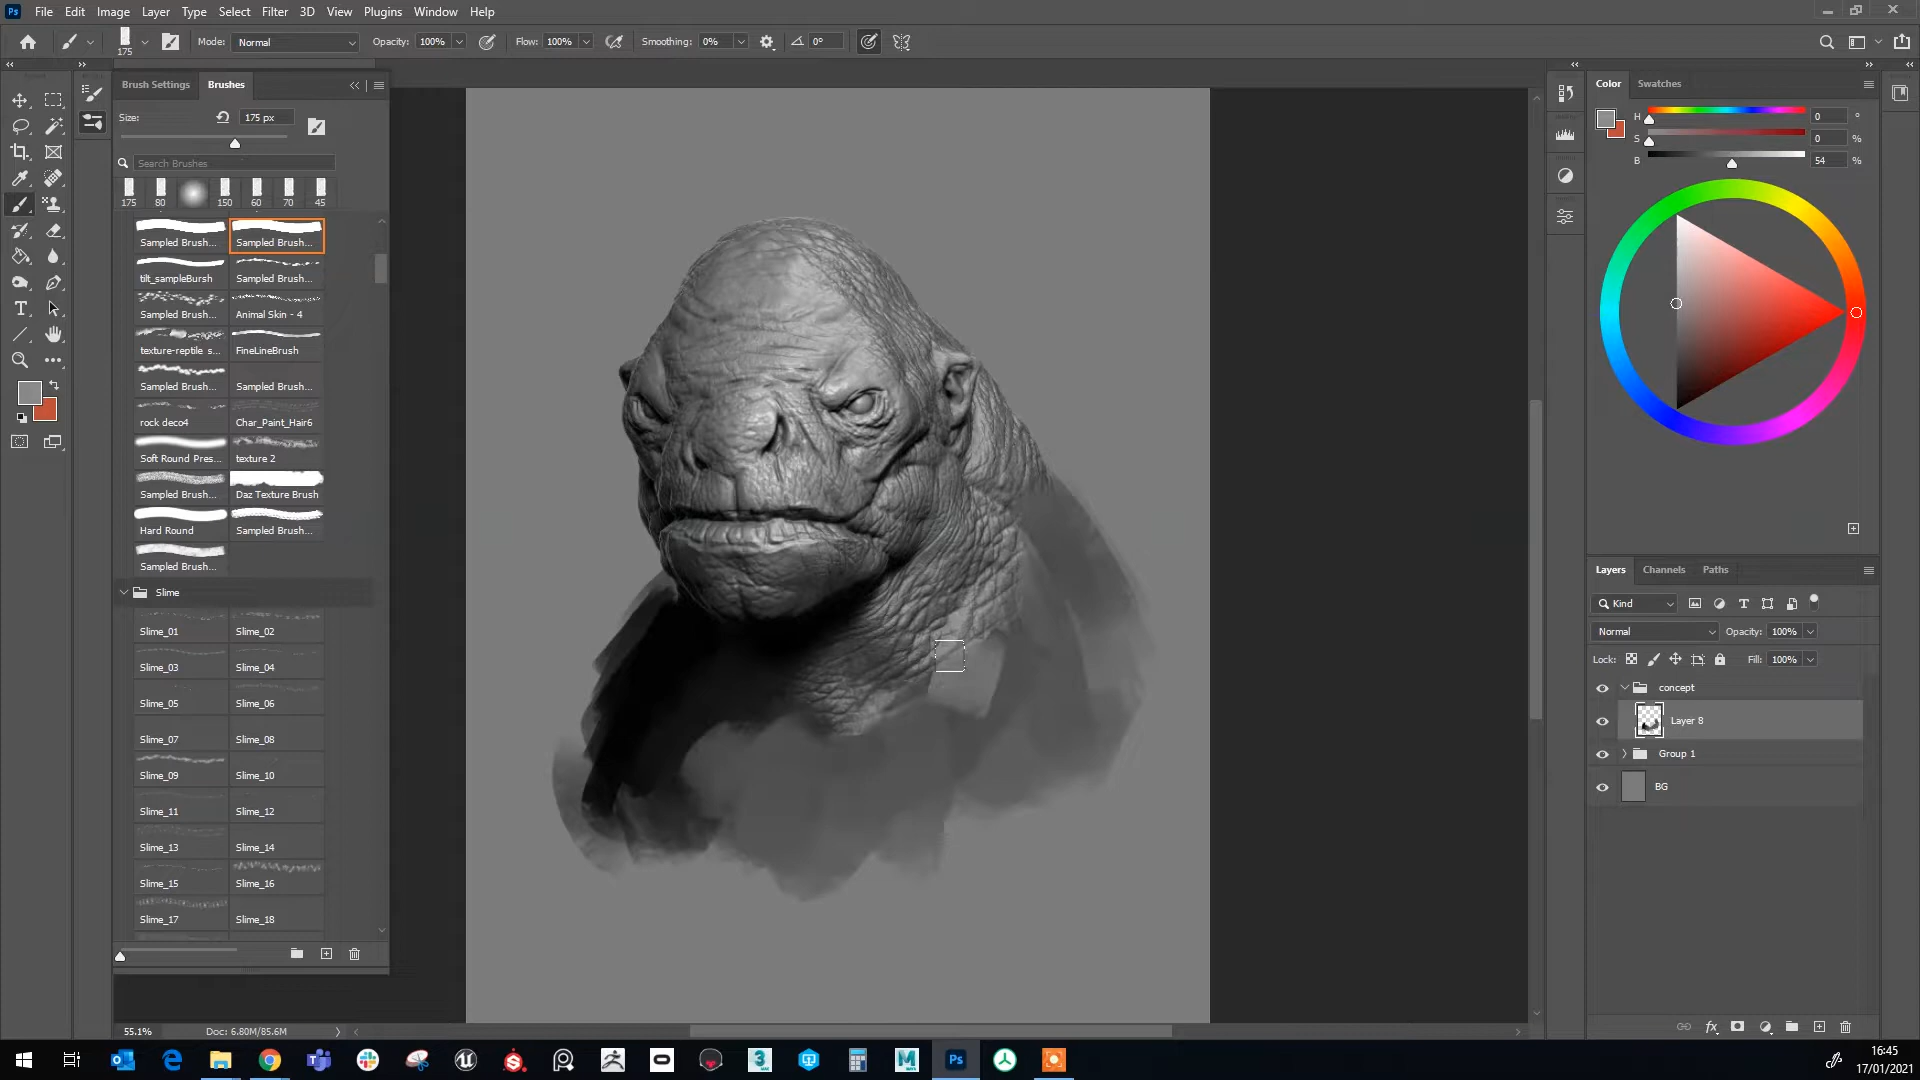 Ps File Edit Image Layer Type Select Filter 3D View Plugins Window Help
175 Mode: Normal Opacity: 100% Flow: 100% Smoothing: 0% 0°
Brush Settings Brushes
Size: 175 px
Search Brushes
175 80 150 60 70 45
Sampled Brush... Sampled Brush...
tilt_sampleBursh Sampled Brush...
Sampled Brush... Animal Skin - 4
texture-reptile s... FineLineBrush
Sampled Brush... Sampled Brush...
rock deco4 Char_Paint_Hair6
Soft Round Pres... texture 2
Sampled Brush... Daz Texture Brush
Hard Round Sampled Brush...
Sampled Brush...
Slime
Slime_01 Slime_02
Slime_03 Slime_04
Slime_05 Slime_06
Slime_07 Slime_08
Slime_09 Slime_10
Slime_11 Slime_12
Slime_13 Slime_14
Slime_15 Slime_16
Slime_17 Slime_18
55.1% Doc: 6.80M/85.6M
Color Swatches
H 0 °
S 0 %
B 54 %
Layers Channels Paths
Kind
Normal Opacity: 100%
Lock: Fill: 100%
concept
Layer 8
Group 1
BG
Ps
16:45
17/01/2021